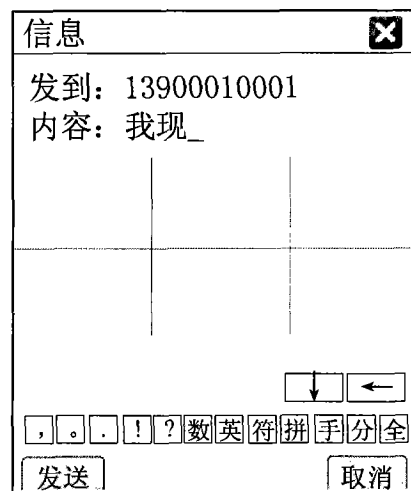 信息
发到：13900010001
内容：我现_
↓ ←
， 。 . ! ? 数 英 符 拼 手 分 全
发送 取消